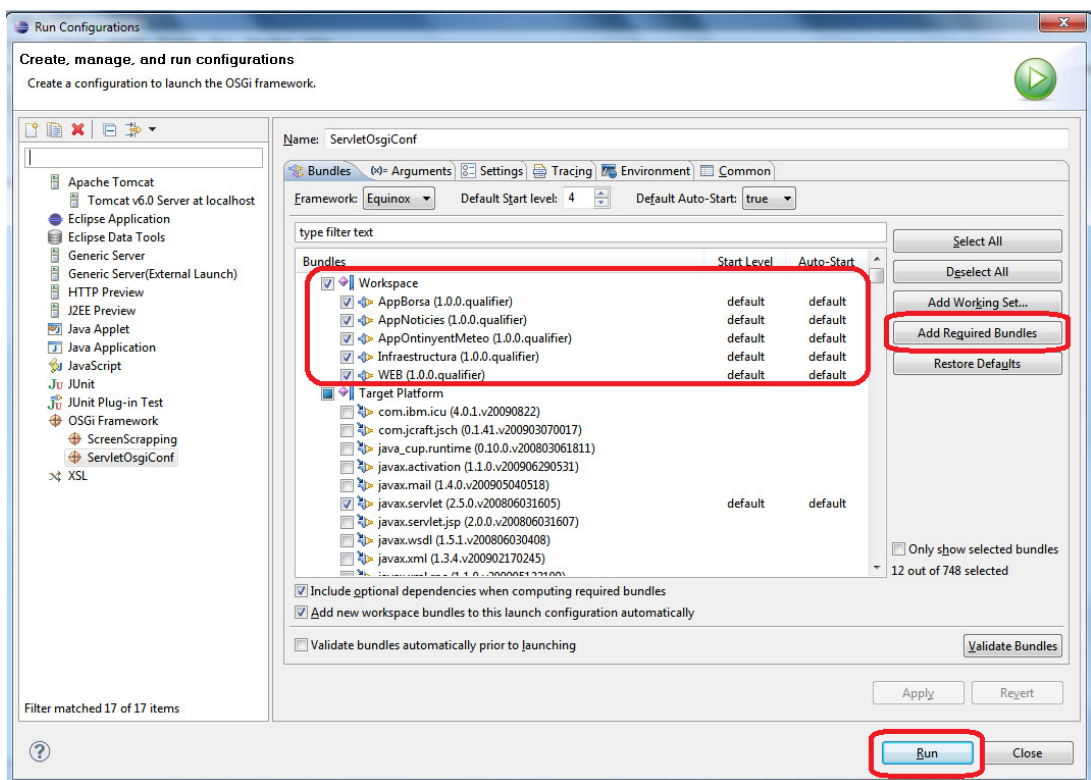 Run Configurations
Create, manage, and run configurations
Create a configuration to launch the OSGi framework.
Apache Tomcat
Tomcat v6.0 Server at localhost
Eclipse Application
Eclipse Data Tools
Generic Server
Generic Server(External Launch)
HTTP Preview
J2EE Preview
Java Applet
Java Application
JavaScript
JUnit
JUnit Plug-in Test
OSGi Framework
ScreenScrapping
ServletOsgiConf
XSL
Filter matched 17 of 17 items
Name: ServletOsgiConf
Bundles (x)= Arguments Settings Tracing Environment Common
Framework: Equinox Default Start level: 4 Default Auto-Start: true
type filter text
Bundles Start Level Auto-Start
Workspace
AppBorsa (1.0.0.qualifier) default default
AppNoticies (1.0.0.qualifier) default default
AppOntinyentMeteo (1.0.0.qualifier) default default
Infraestructura (1.0.0.qualifier) default default
WEB (1.0.0.qualifier) default default
Target Platform
com.ibm.icu (4.0.1.v20090822)
com.jcraft.jsch (0.1.41.v200903070017)
java_cup.runtime (0.10.0.v200803061811)
javax.activation (1.1.0.v200906290531)
javax.mail (1.4.0.v200905040518)
javax.servlet (2.5.0.v200806031605) default default
javax.servlet.jsp (2.0.0.v200806031607)
javax.wsdl (1.5.1.v200806030408)
javax.xml (1.3.4.v200902170245)
Select All
Deselect All
Add Working Set...
Add Required Bundles
Restore Defaults
Only show selected bundles
12 out of 748 selected
Include optional dependencies when computing required bundles
Add new workspace bundles to this launch configuration automatically
Validate bundles automatically prior to launching
Validate Bundles
Apply Revert
Run Close